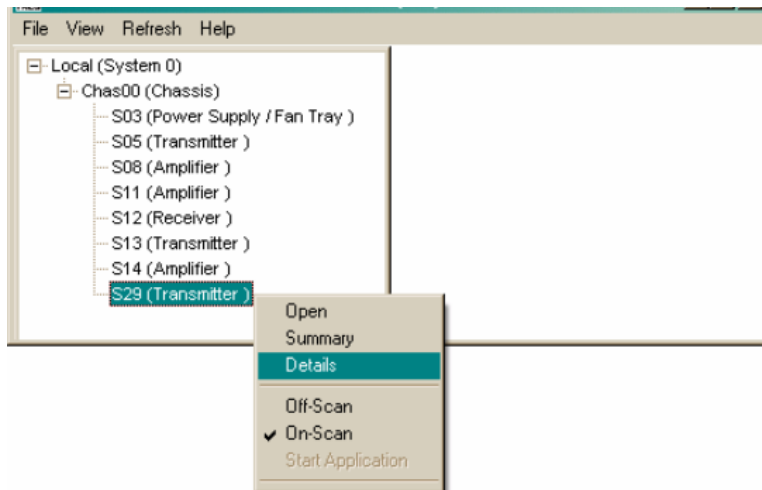 File View Refresh Help
Local (System 0)
Chas00 (Chassis)
S03 (Power Supply / Fan Tray )
S05 (Transmitter )
S08 (Amplifier )
S11 (Amplifier )
S12 (Receiver )
S13 (Transmitter )
S14 (Amplifier )
S29 (Transmitter )
Open
Summary
Details
Off-Scan
On-Scan
Start Application